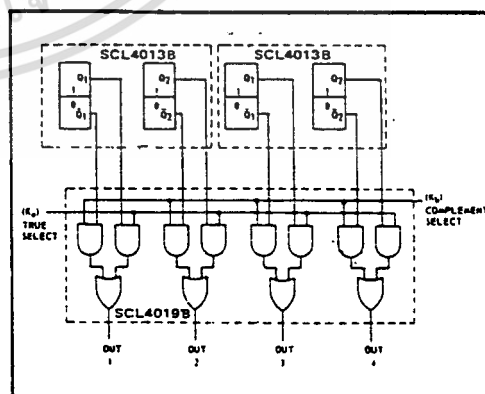 SCL4013B SCL4013B
Q1 Q2 Q1 Q2
Q̄1 Q̄2 Q̄1 Q̄2
(Ka)
TRUE
SELECT
(Kb)
COMPLEMENT
SELECT
SCL4019B
OUT OUT OUT OUT
1 2 3 4